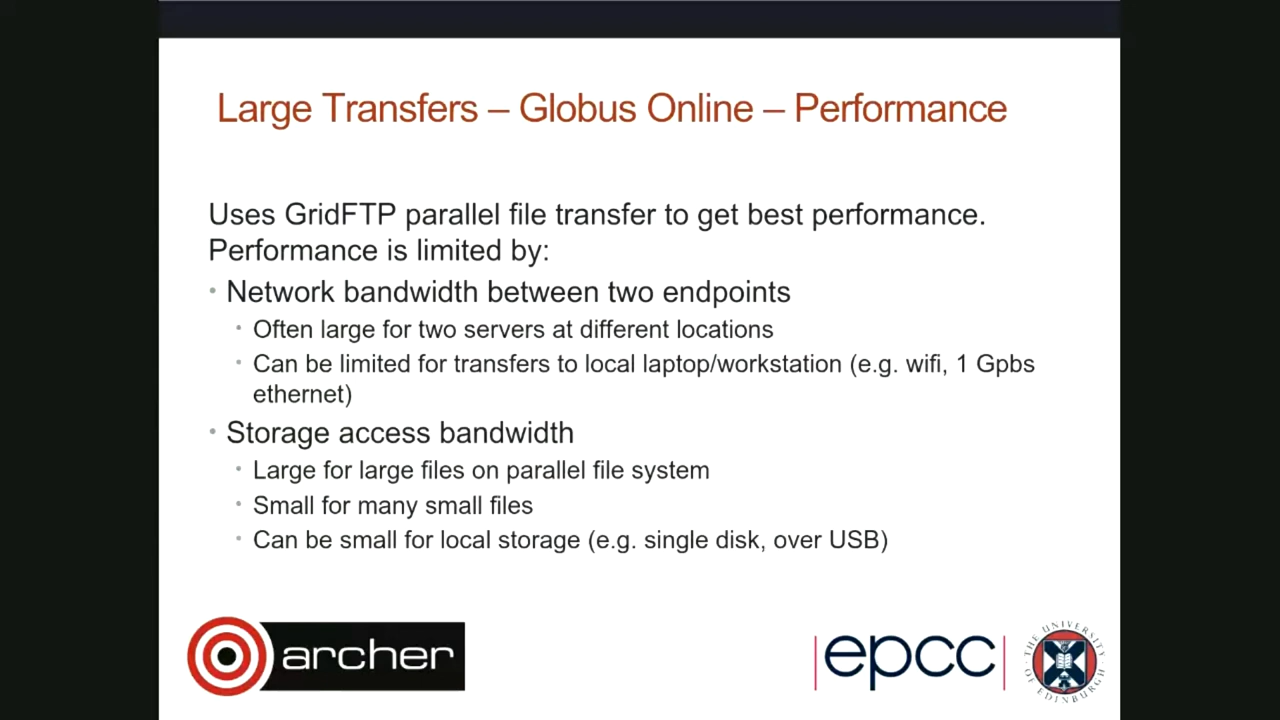 Large Transfers – Globus Online – Performance
Uses GridFTP parallel file transfer to get best performance.
Performance is limited by:
• Network bandwidth between two endpoints
• Often large for two servers at different locations
• Can be limited for transfers to local laptop/workstation (e.g. wifi, 1 Gpbs
ethernet)
• Storage access bandwidth
• Large for large files on parallel file system
• Small for many small files
• Can be small for local storage (e.g. single disk, over USB)
archer
epcc
THE UNIVERSITY OF EDINBURGH